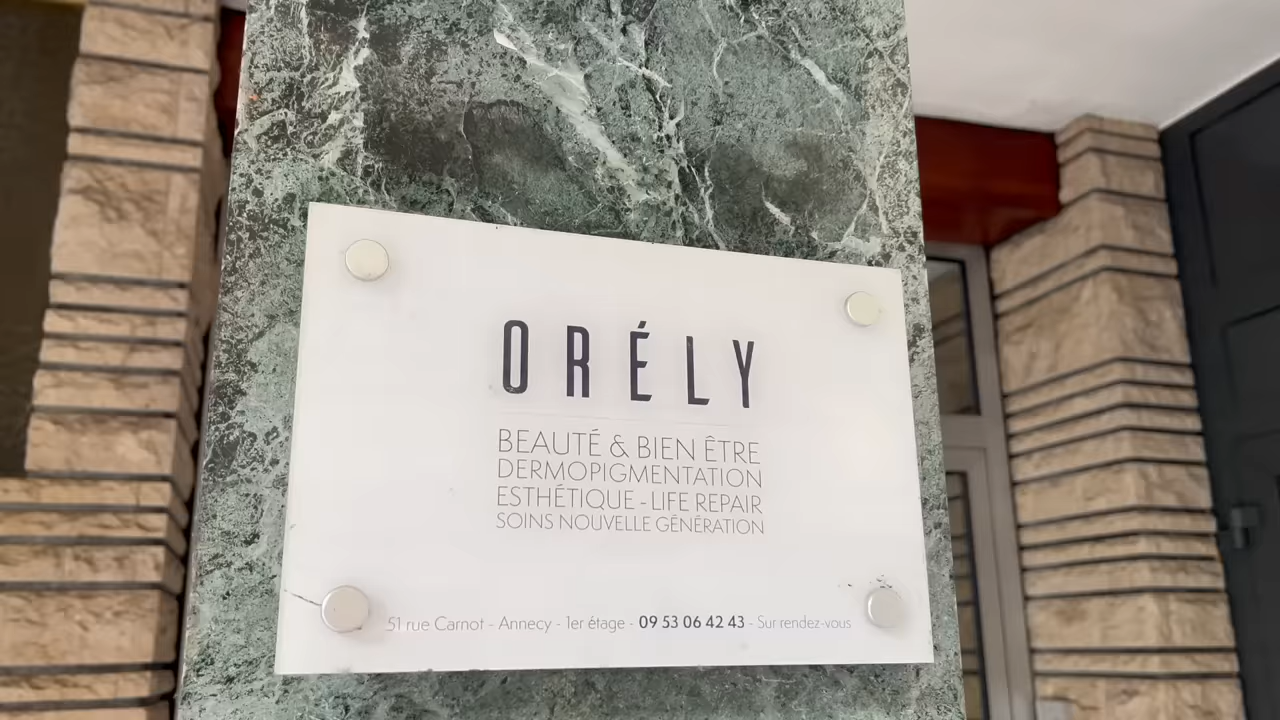 ORÉLY
BEAUTÉ & BIEN ÊTRE
DERMOPIGMENTATION
ESTHÉTIQUE - LIFE REPAIR
SOINS NOUVELLE GÉNÉRATION
51 rue Carnot - Annecy - 1er étage - 09 53 06 42 43 - Sur rendez-vous